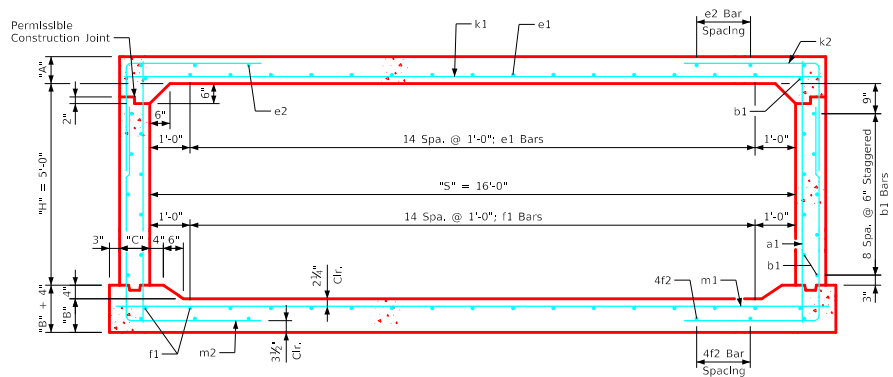 Permissible
Construction Joint
k1
e1
e2 Bar
Spacing
k2
"A"
2"
6"
6"
e2
b1
9"
1'-0"
14 Spa. @ 1'-0"; e1 Bars
1'-0"
"H" = 5'-0"
"S" = 16'-0"
8 Spa. @ 6" Staggered
b1 Bars
1'-0"
14 Spa. @ 1'-0"; f1 Bars
1'-0"
3"
"C"
4"
6"
a1
b1
2¼"
Clr.
4f2
m1
3"
"B" + 4"
"B"
4"
f1
m2
3½"
Clr.
4f2 Bar
Spacing